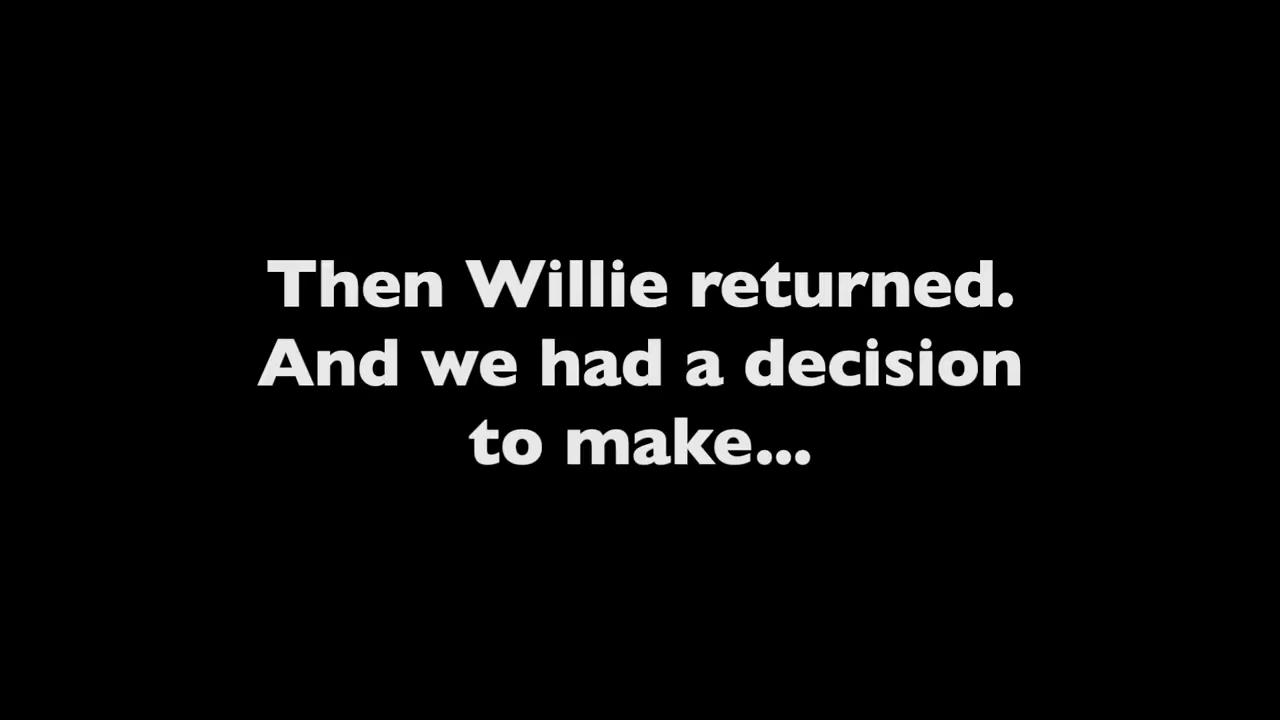 Then Willie returned.
And we had a decision
to make...